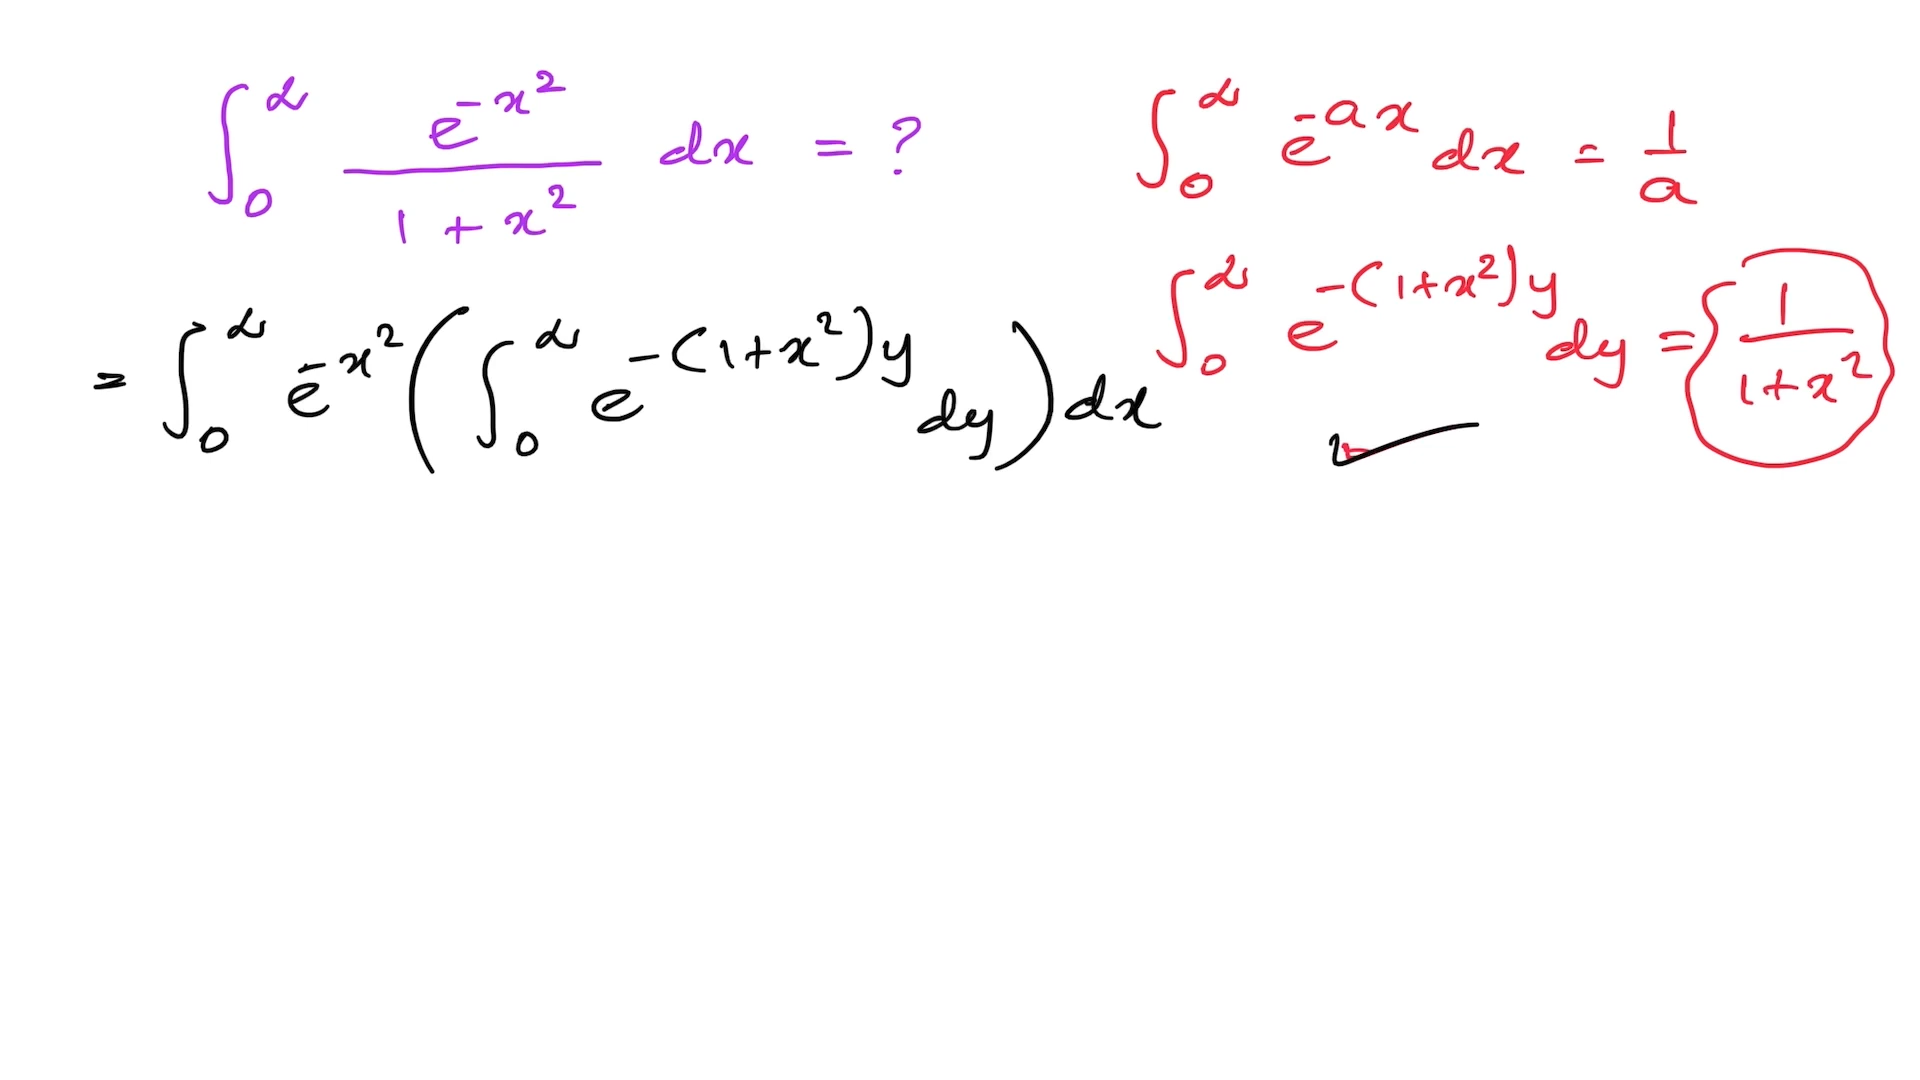 ∫₀^∞ e^{-x²}/(1+x²) dx = ?
∫₀^∞ e^{-ax} dx = 1/a
∫₀^∞ e^{-(1+x²)y} dy = 1/(1+x²)
= ∫₀^∞ e^{-x²} (∫₀^∞ e^{-(1+x²)y} dy) dx